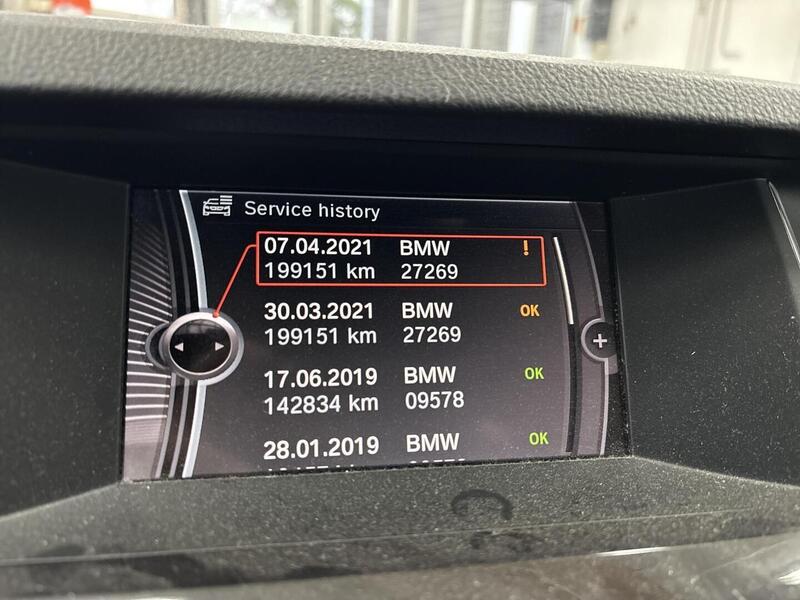 Service history
07.04.2021 BMW !
199151 km 27269
30.03.2021 BMW OK
199151 km 27269
17.06.2019 BMW OK
142834 km 09578
28.01.2019 BMW OK
km